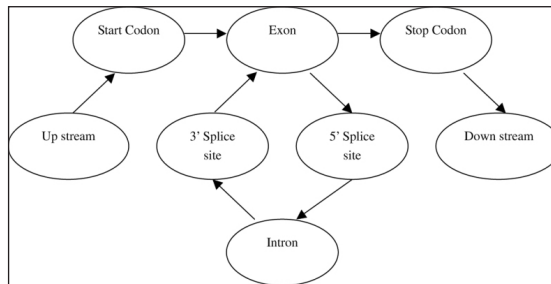 Start Codon
Exon
Stop Codon
Up stream
3' Splice
site
5' Splice
site
Down stream
Intron